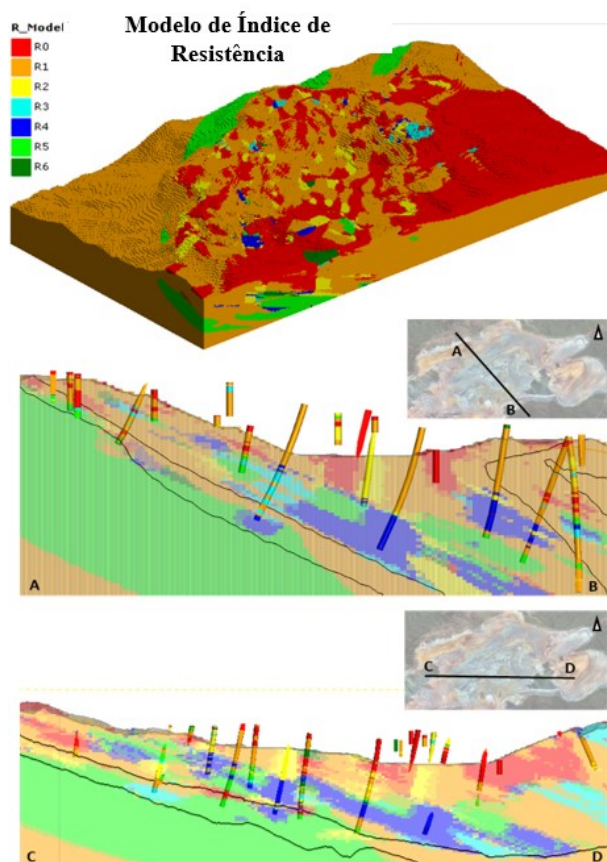 R_Model
R0
R1
R2
R3
R4
R5
R6
Modelo de Índice de
Resistência
A
B
A
B
C
D
C
D